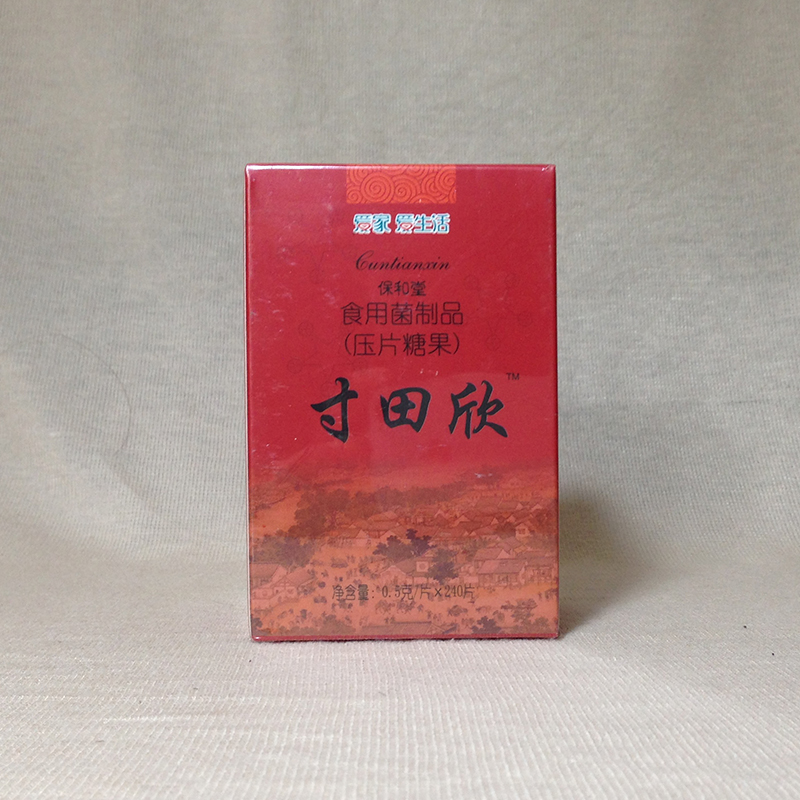 爱家 爱生活
Cuntianxin
保和堂
食用菌制品
(压片糖果)
寸田欣™
净含量: 0.5克/片×240片